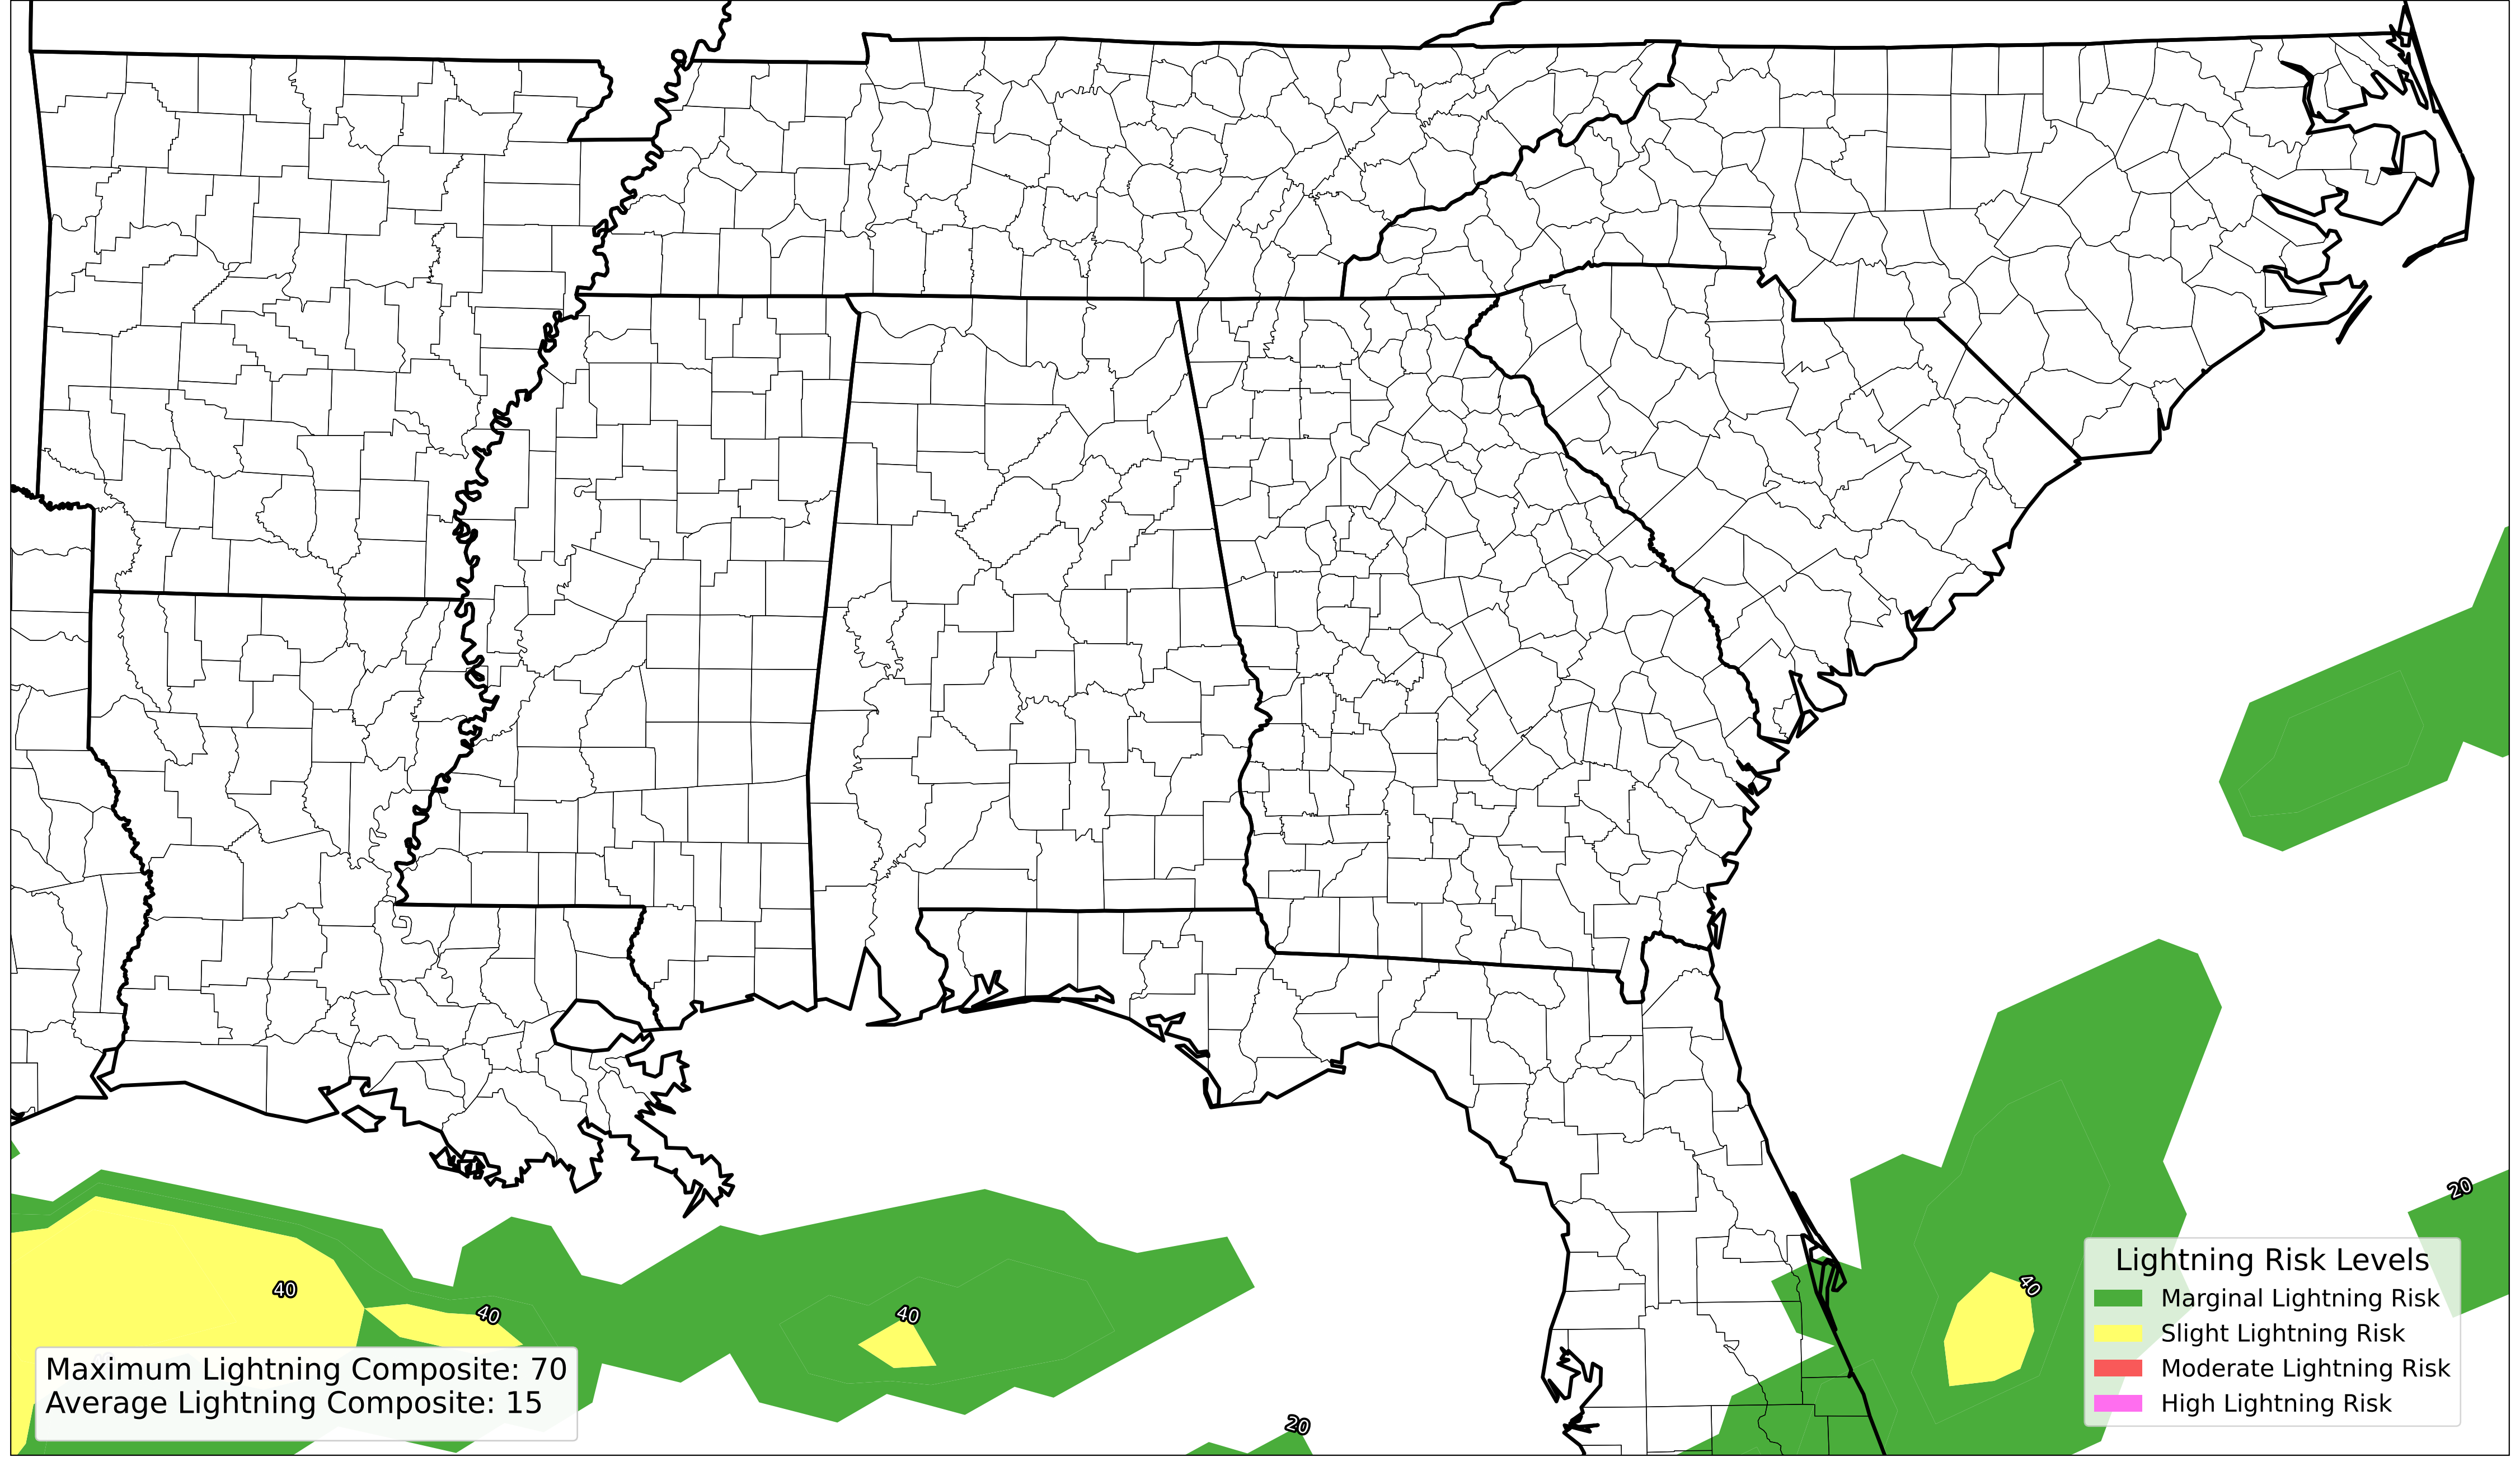 20
40
40
40
40
20
Maximum Lightning Composite: 70
Average Lightning Composite: 15
Lightning Risk Levels
Marginal Lightning Risk
Slight Lightning Risk
Moderate Lightning Risk
High Lightning Risk